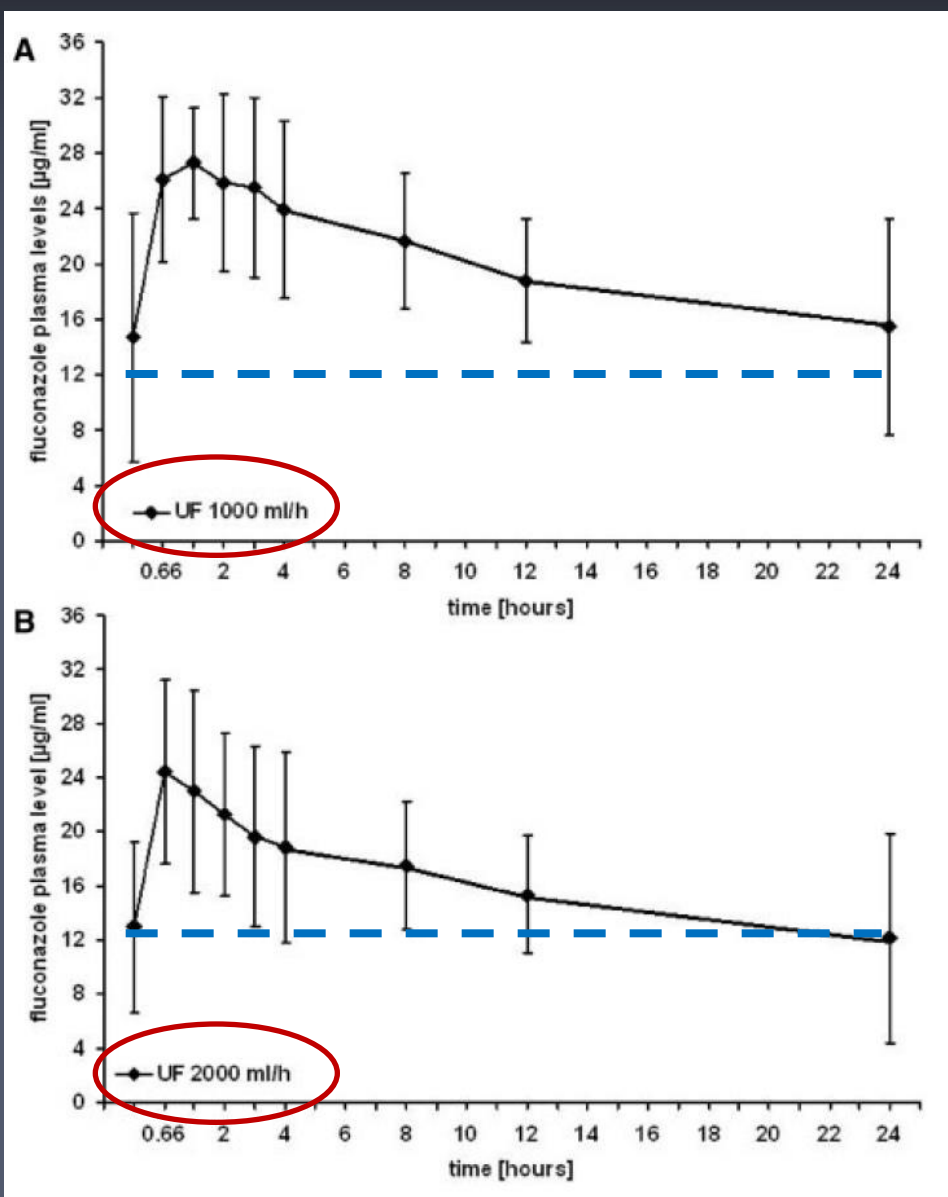 A
fluconazole plasma levels [µg/ml]
36
32
28
24
20
16
12
8
4
0
UF 1000 ml/h
0.66 2 4 6 8 10 12 14 16 18 20 22 24
time [hours]
B
fluconazole plasma level [µg/ml]
36
32
28
24
20
16
12
8
4
0
UF 2000 ml/h
0.66 2 4 6 8 10 12 14 16 18 20 22 24
time [hours]